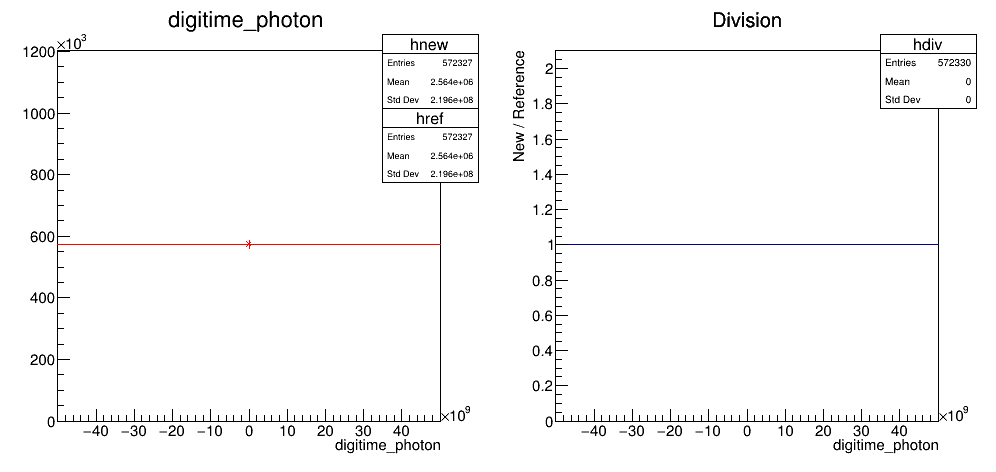 digitime_photon
×10³
1200
1000
800
600
400
200
0
−40 −30 −20 −10 0 10 20 30 40
×10⁹
digitime_photon
hnew
Entries 572327
Mean 2.564e+06
Std Dev 2.196e+08
href
Entries 572327
Mean 2.564e+06
Std Dev 2.196e+08
Division
New / Reference
2
1.8
1.6
1.4
1.2
1
0.8
0.6
0.4
0.2
0
−40 −30 −20 −10 0 10 20 30 40
×10⁹
digitime_photon
hdiv
Entries 572330
Mean 0
Std Dev 0